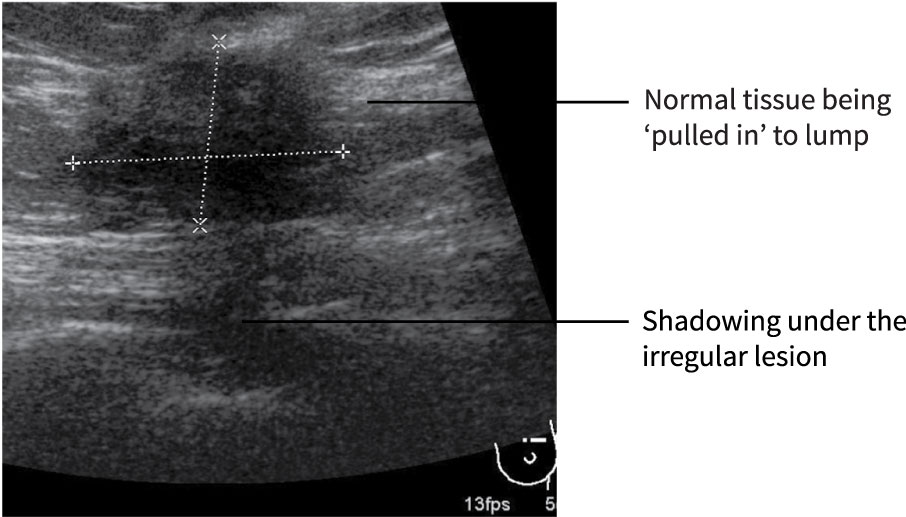 Normal tissue being
‘pulled in’ to lump
Shadowing under the
irregular lesion
13fps 5